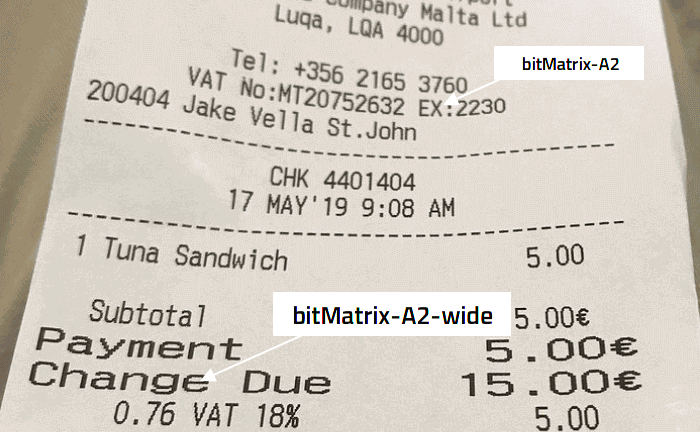 Company Malta Ltd
Luqa, LQA 4000
bitMatrix-A2
Tel: +356 2165 3760
VAT No:MT20752632 EX:2230
200404 Jake Vella St.John
CHK 4401404
17 MAY'19 9:08 AM
1 Tuna Sandwich 5.00
bitMatrix-A2-wide
Subtotal 5.00€
Payment 5.00€
Change Due 15.00€
0.76 VAT 18% 5.00